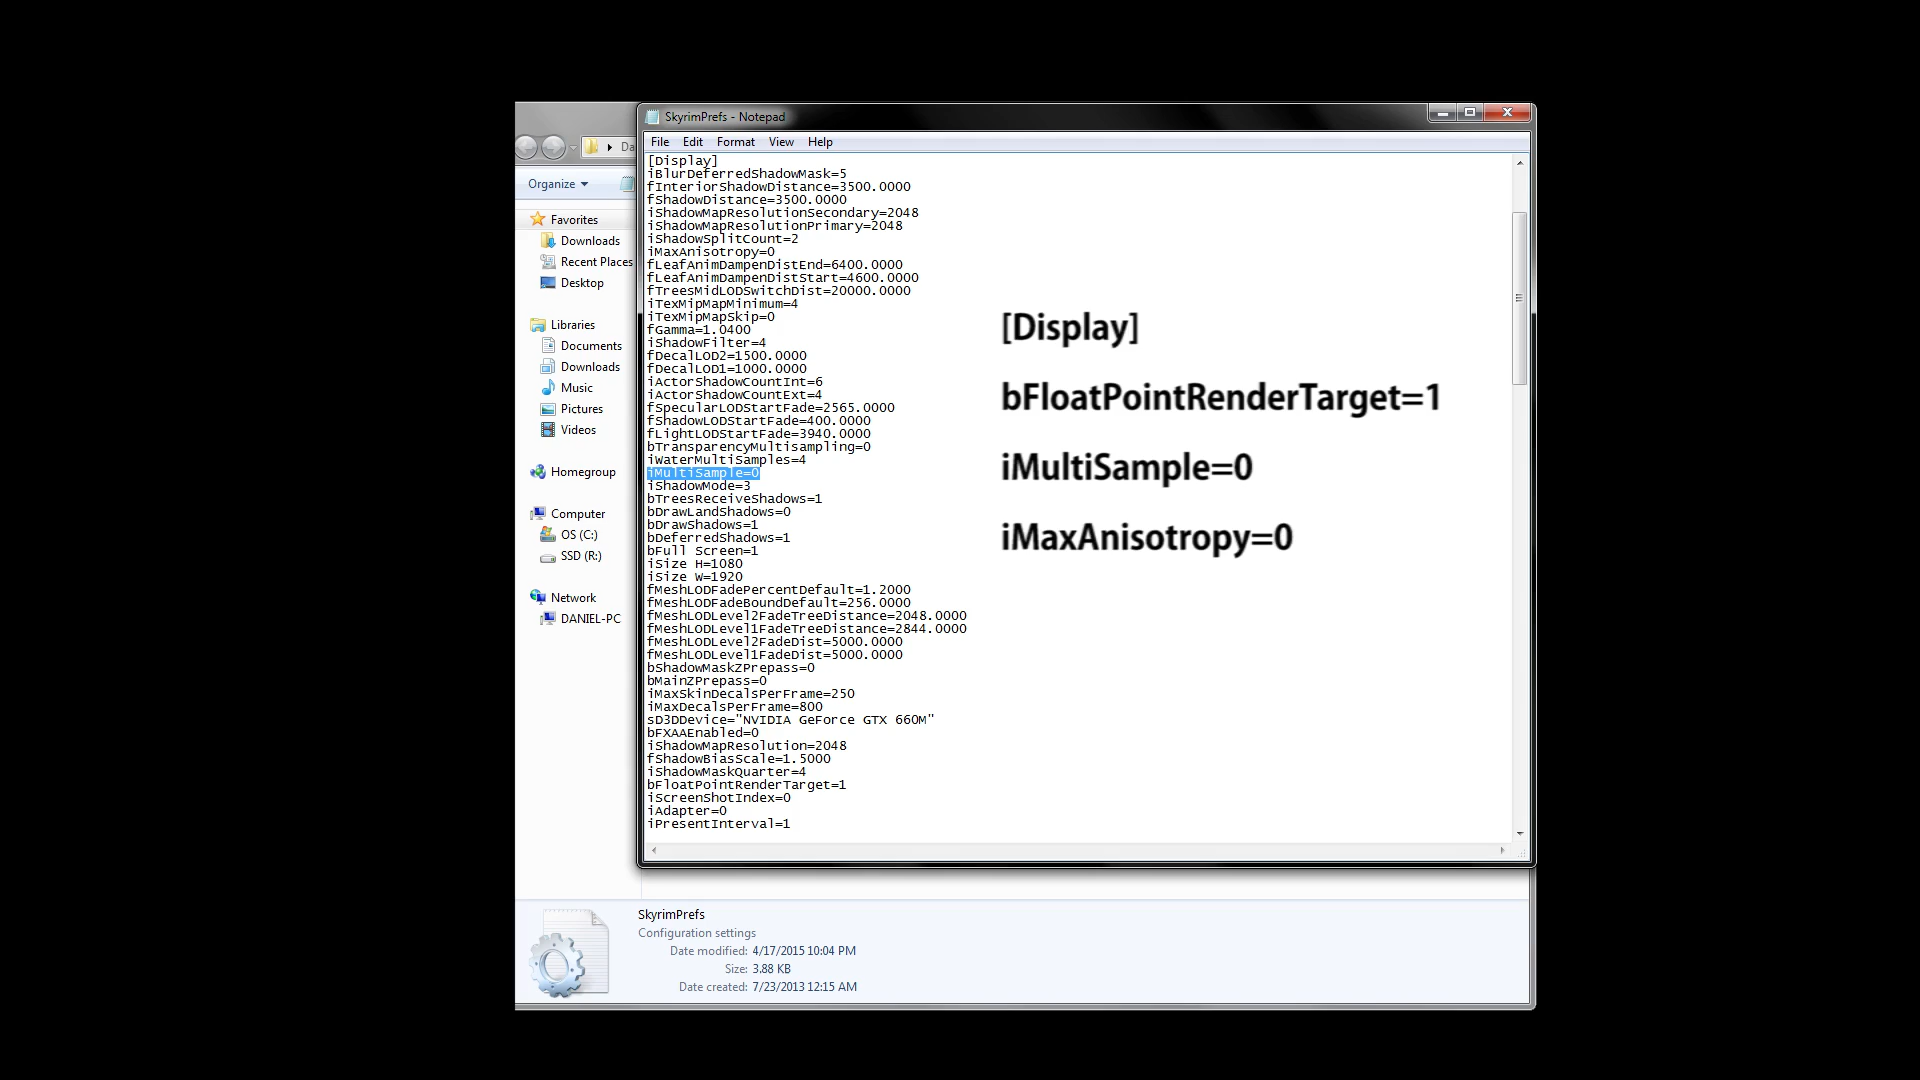 SkyrimPrefs - Notepad
File Edit Format View Help
Da
Organize
Favorites
Downloads
Recent Places
Desktop
Libraries
Documents
Downloads
Music
Pictures
Videos
Homegroup
Computer
OS (C:)
SSD (R:)
Network
DANIEL-PC
[Display]
iBlurDeferredShadowMask=5
fInteriorShadowDistance=3500.0000
fShadowDistance=3500.0000
iShadowMapResolutionSecondary=2048
iShadowMapResolutionPrimary=2048
iShadowSplitCount=2
iMaxAnisotropy=0
fLeafAnimDampenDistEnd=6400.0000
fLeafAnimDampenDistStart=4600.0000
fTreesMidLODSwitchDist=20000.0000
iTexMipMapMinimum=4
iTexMipMapSkip=0
fGamma=1.0400
iShadowFilter=4
fDecalLOD2=1500.0000
fDecalLOD1=1000.0000
iActorShadowCountInt=6
iActorShadowCountExt=4
fSpecularLODStartFade=2565.0000
fShadowLODStartFade=400.0000
fLightLODStartFade=3940.0000
bTransparencyMultisampling=0
iWaterMultiSamples=4
iMultiSample=0
iShadowMode=3
bTreesReceiveShadows=1
bDrawLandShadows=0
bDrawShadows=1
bDeferredShadows=1
bFull Screen=1
iSize H=1080
iSize W=1920
fMeshLODFadePercentDefault=1.2000
fMeshLODFadeBoundDefault=256.0000
fMeshLODLevel2FadeTreeDistance=2048.0000
fMeshLODLevel1FadeTreeDistance=2844.0000
fMeshLODLevel2FadeDist=5000.0000
fMeshLODLevel1FadeDist=5000.0000
bShadowMaskZPrepass=0
bMainZPrepass=0
iMaxSkinDecalsPerFrame=250
iMaxDecalsPerFrame=800
sD3DDevice="NVIDIA GeForce GTX 660M"
bFXAAEnabled=0
iShadowMapResolution=2048
fShadowBiasScale=1.5000
iShadowMaskQuarter=4
bFloatPointRenderTarget=1
iScreenShotIndex=0
iAdapter=0
iPresentInterval=1
[Display]
bFloatPointRenderTarget=1
iMultiSample=0
iMaxAnisotropy=0
SkyrimPrefs
Configuration settings
Date modified: 4/17/2015 10:04 PM
Size: 3.88 KB
Date created: 7/23/2013 12:15 AM